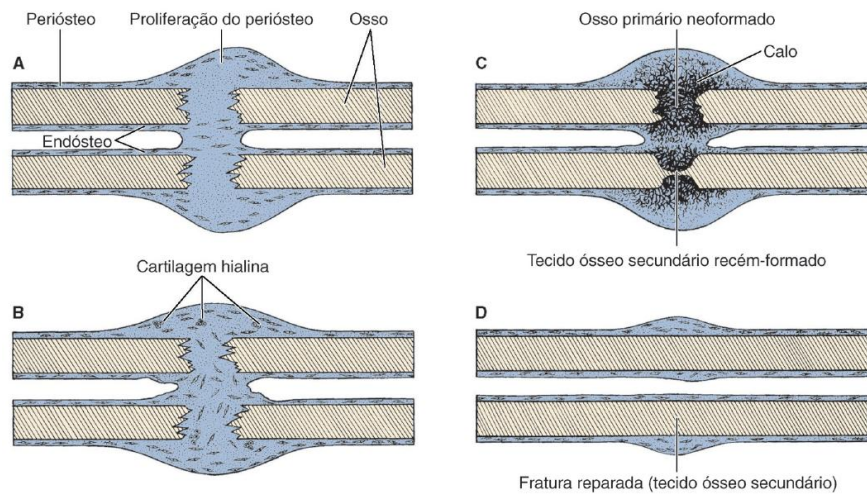 Periósteo
Proliferação do periósteo
Osso
A
Endósteo
B
Cartilagem hialina
Osso primário neoformado
C
Calo
Tecido ósseo secundário recém-formado
D
Fratura reparada (tecido ósseo secundário)